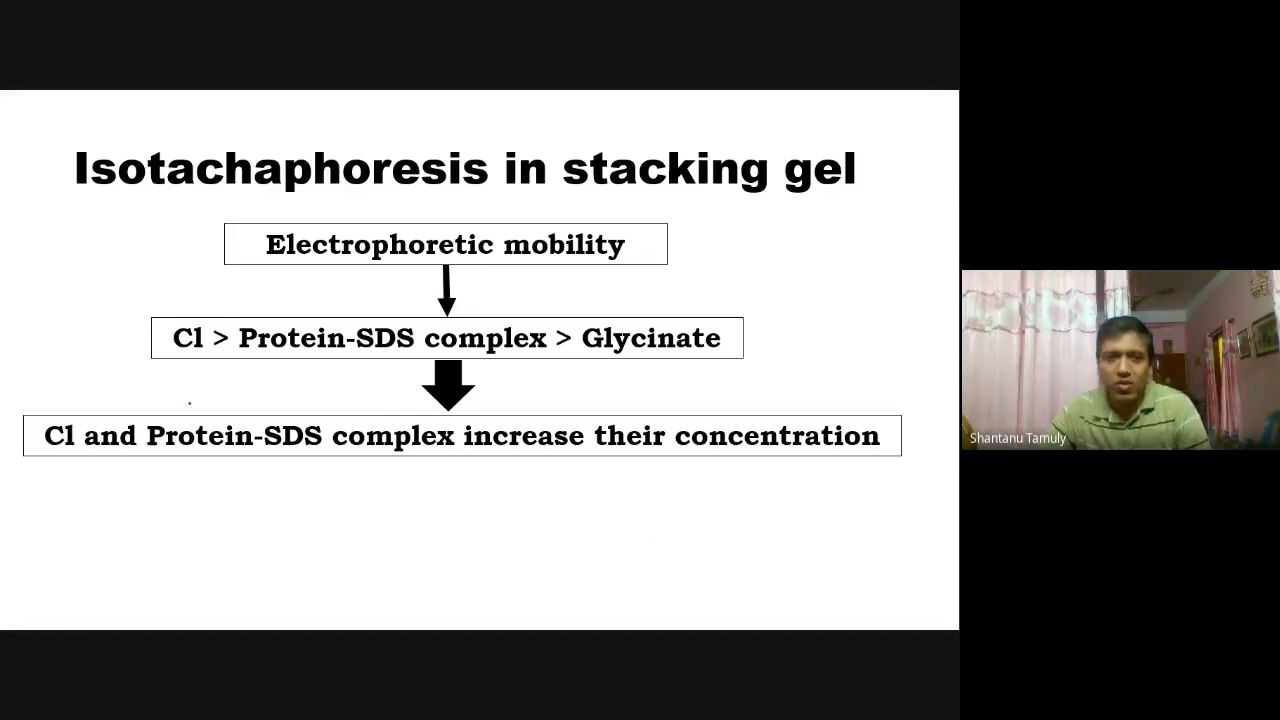 Isotachaphoresis in stacking gel
Electrophoretic mobility
Cl > Protein-SDS complex > Glycinate
Cl and Protein-SDS complex increase their concentration
Shantanu Tamuly